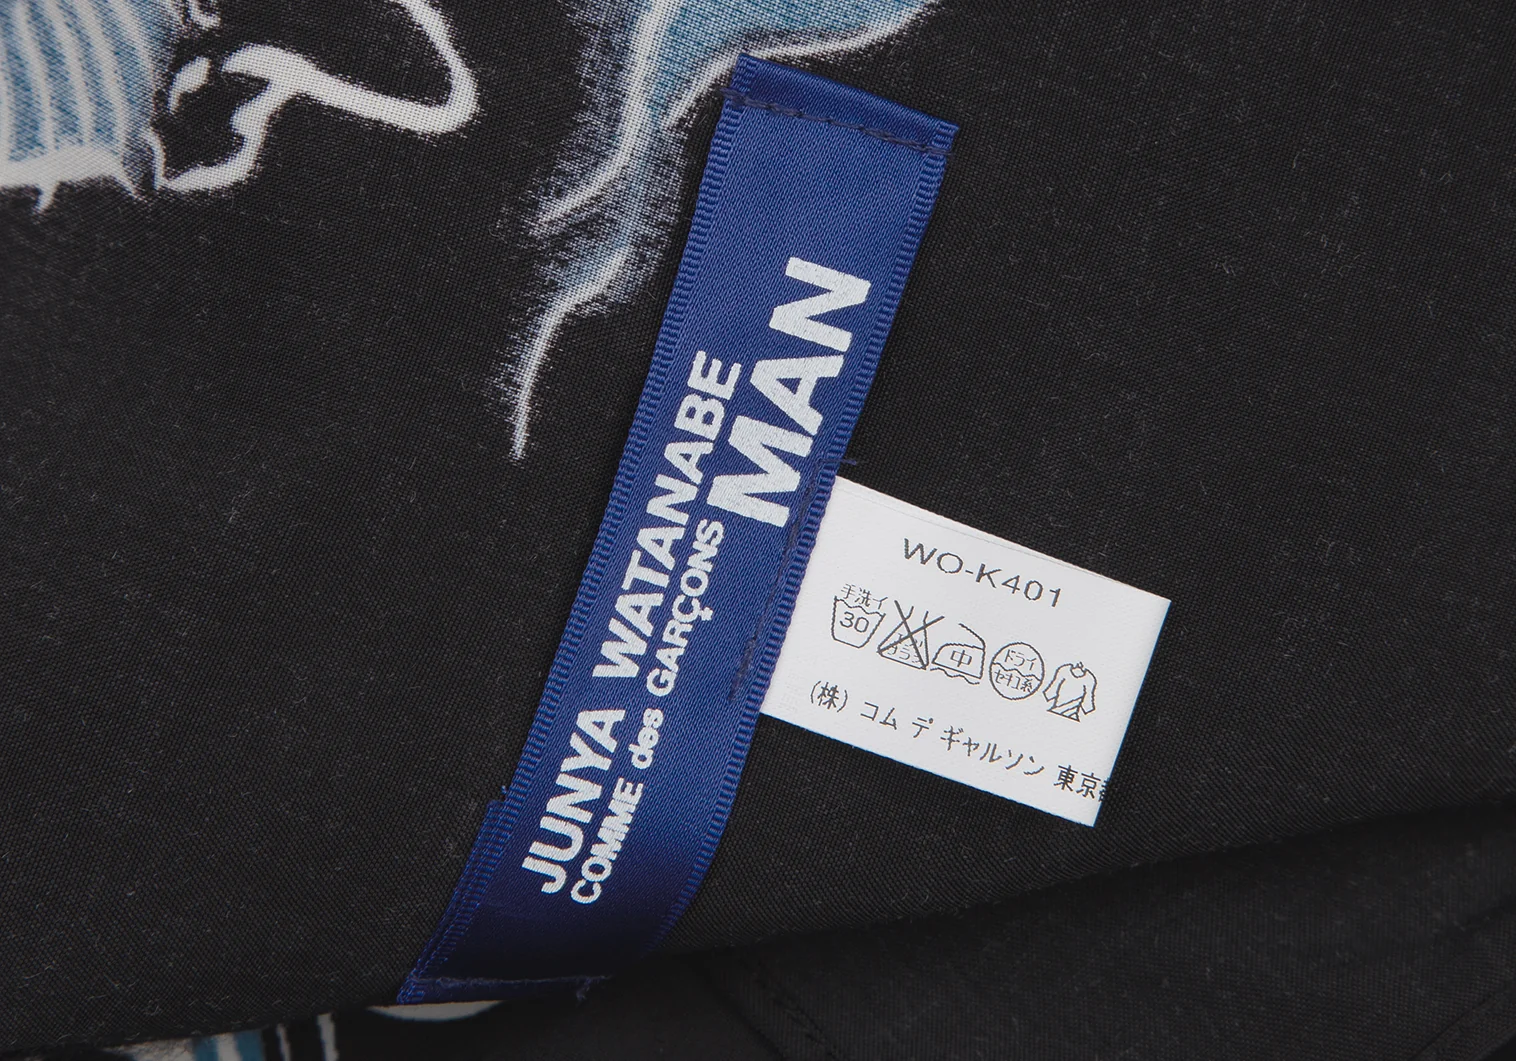 JUNYA WATANABE
COMME des GARÇONS
MAN
WO-K401
手洗イ
30
中
ドライ
セキユ系
(株) コム デ ギャルソン 東京